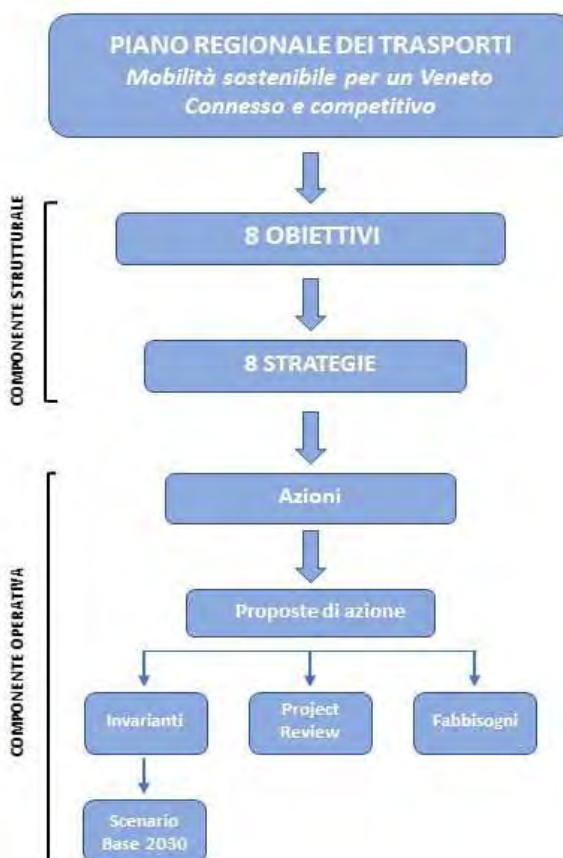 PIANO REGIONALE DEI TRASPORTI
Mobilità sostenibile per un Veneto
Connesso e competitivo
COMPONENTE STRUTTURALE
8 OBIETTIVI
8 STRATEGIE
COMPONENTE OPERATIVA
Azioni
Proposte di azione
Invarianti
Project
Review
Fabbisogni
Scenario
Base 2030